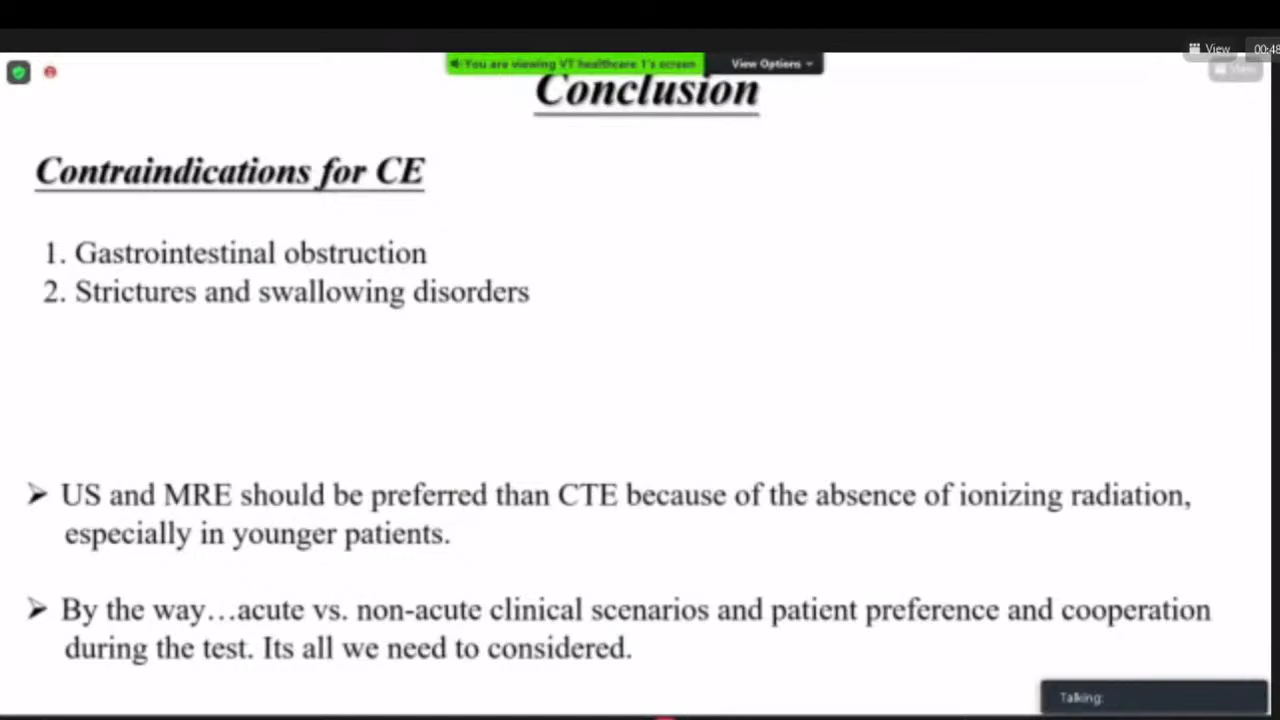 View
00:48
You are viewing VT healthcare 1's screen
View Options
View
Conclusion
Contraindications for CE
1. Gastrointestinal obstruction
2. Strictures and swallowing disorders
➤ US and MRE should be preferred than CTE because of the absence of ionizing radiation,
especially in younger patients.
➤ By the way…acute vs. non-acute clinical scenarios and patient preference and cooperation
during the test. Its all we need to considered.
Talking: